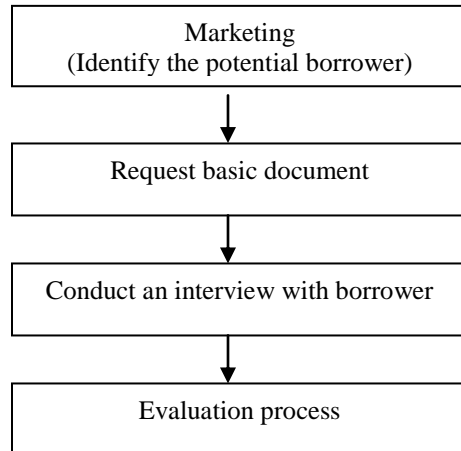 Marketing
(Identify the potential borrower)
Request basic document
Conduct an interview with borrower
Evaluation process